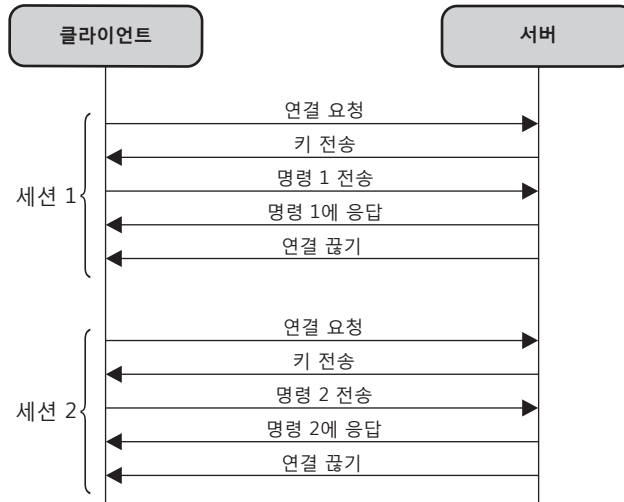 클라이언트
서버
연결 요청
키 전송
명령 1 전송
명령 1에 응답
연결 끊기
세션 1
연결 요청
키 전송
명령 2 전송
명령 2에 응답
연결 끊기
세션 2